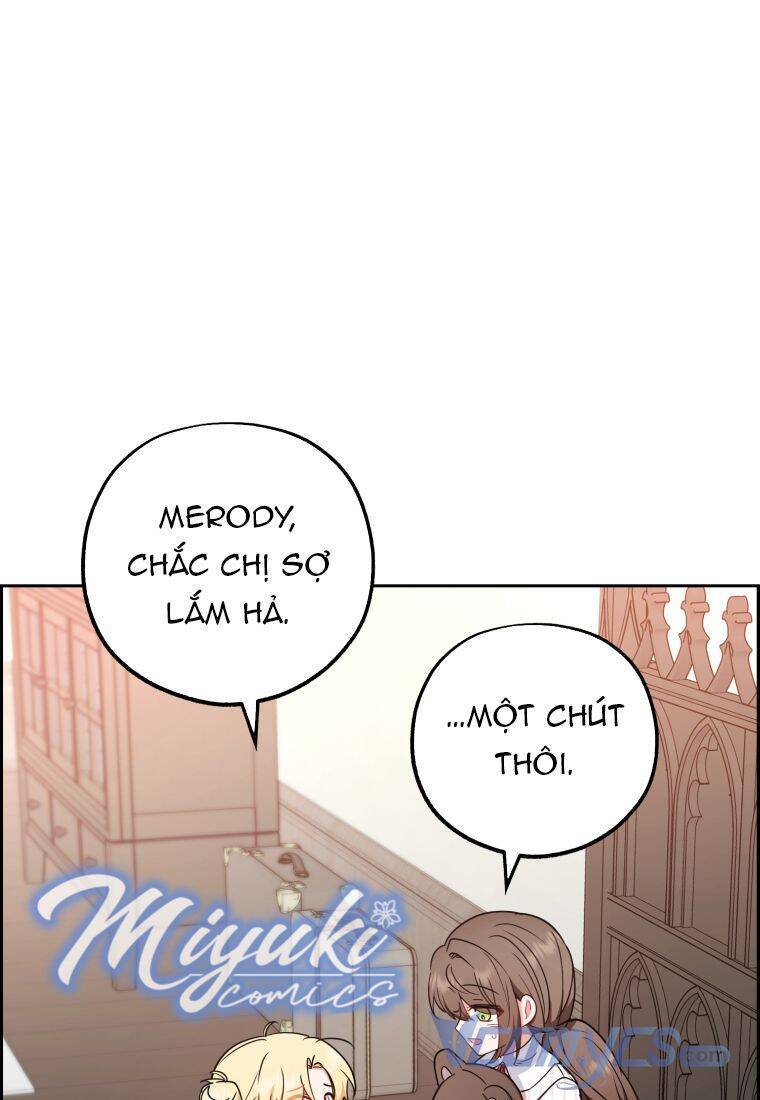 MERODY,
CHẮC CHỊ SỢ
LẮM HẢ.
...MỘT CHÚT
THÔI.
Miyuki
comics